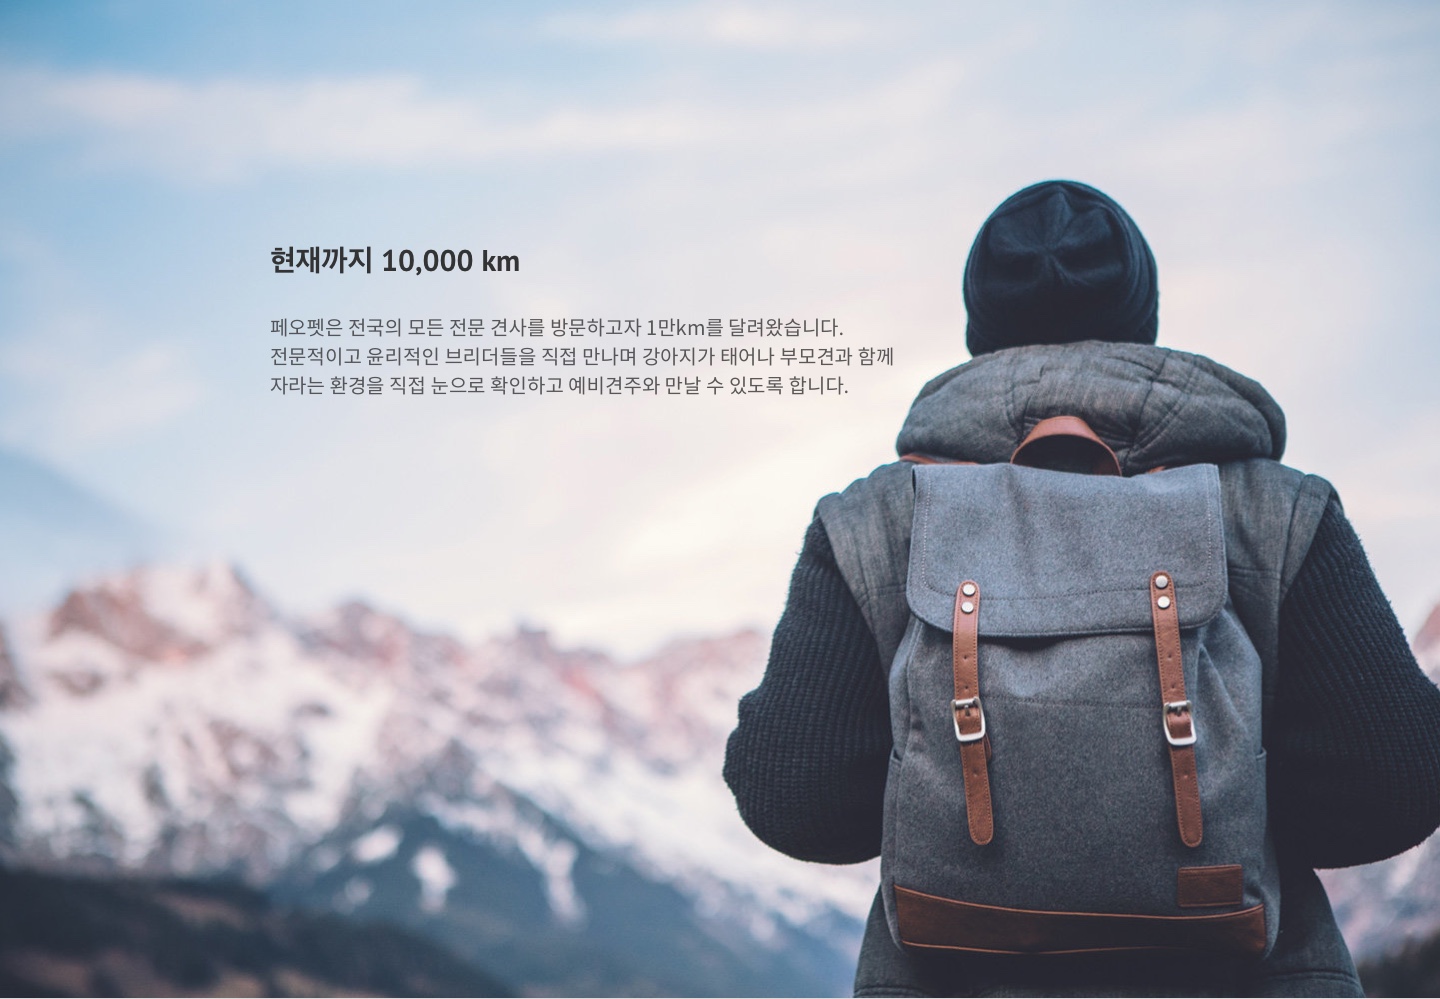 현재까지 10,000 km
페오펫은 전국의 모든 전문 견사를 방문하고자 1만km를 달려왔습니다.
전문적이고 윤리적인 브리더들을 직접 만나며 강아지가 태어나 부모견과 함께
자라는 환경을 직접 눈으로 확인하고 예비견주와 만날 수 있도록 합니다.